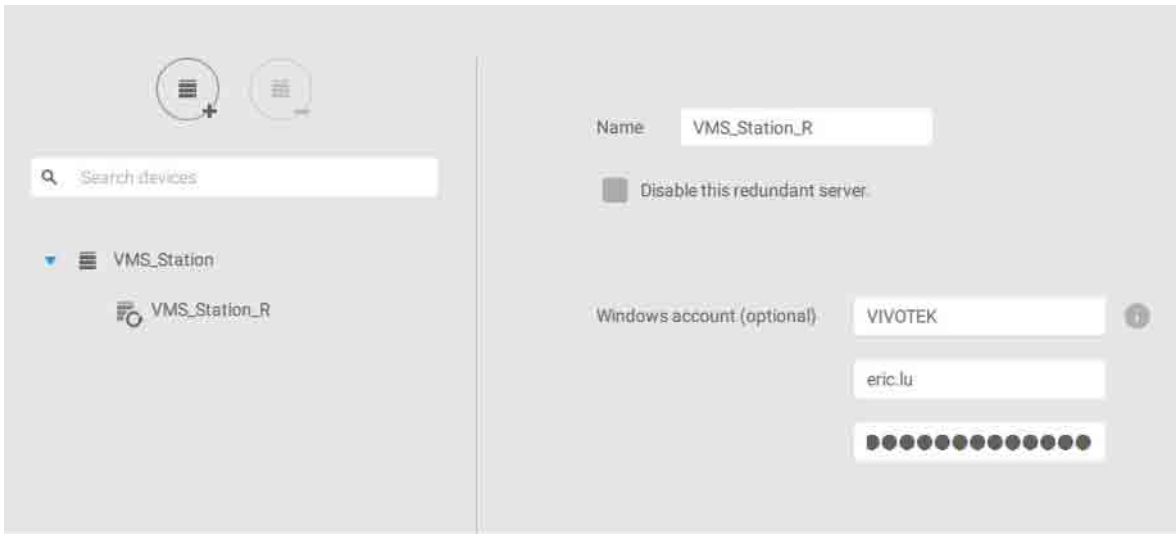 Search devices
VMS_Station
VMS_Station_R
Name VMS_Station_R
Disable this redundant server.
Windows account (optional) VIVOTEK
eric.lu